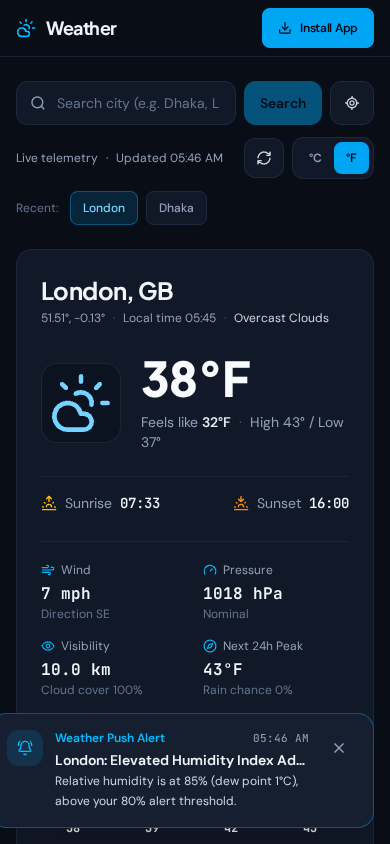 Weather
Install App
Search city (e.g. Dhaka, L
Search
Live telemetry · Updated 05:46 AM
°C
°F
Recent:
London
Dhaka
London, GB
51.51°, −0.13° · Local time 05:45 · Overcast Clouds
38°F
Feels like 32°F · High 43° / Low
37°
Sunrise 07:33
Sunset 16:00
Wind
Pressure
7 mph
1018 hPa
Direction SE
Nominal
Visibility
Next 24h Peak
10.0 km
43°F
Cloud cover 100%
Rain chance 0%
Weather Push Alert
05:46 AM
London: Elevated Humidity Index Ad...
Relative humidity is at 85% (dew point 1°C),
above your 80% alert threshold.